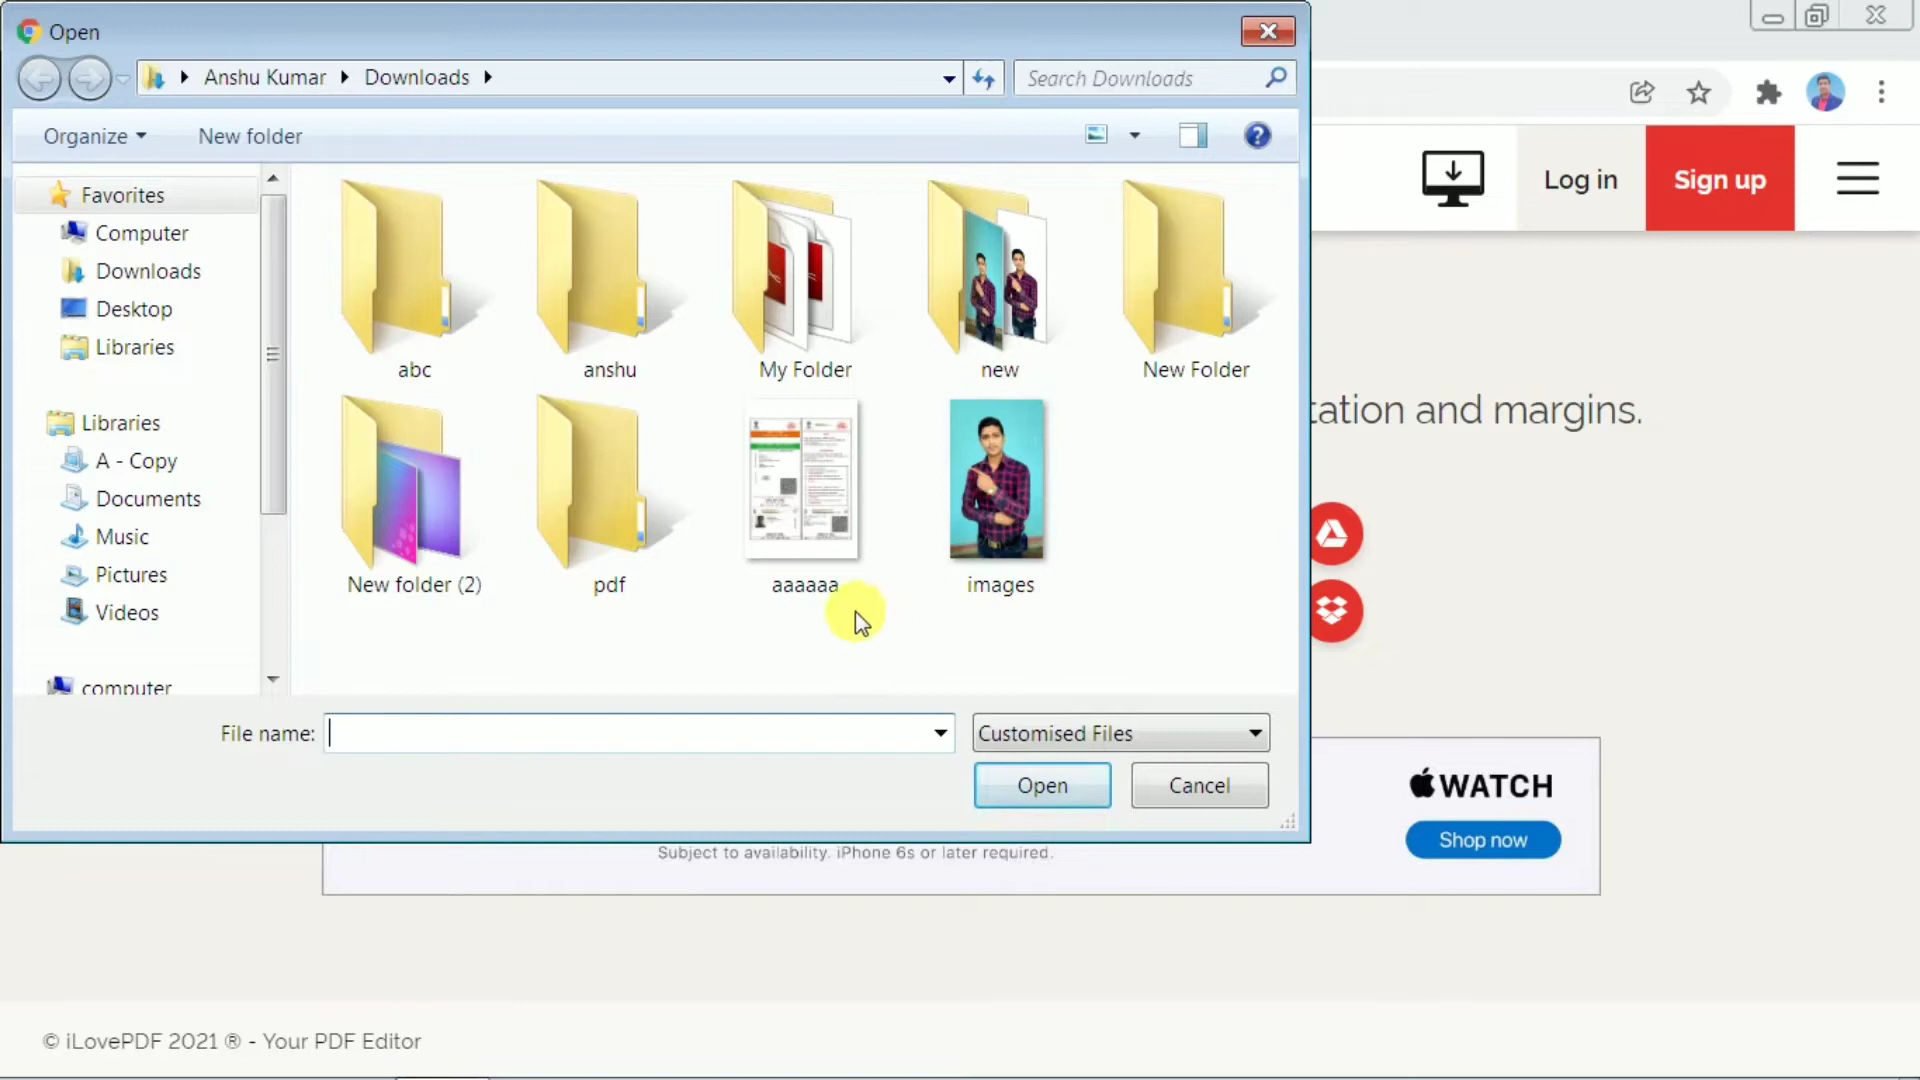 Open
Anshu Kumar Downloads
Search Downloads
Organize New folder
Log in
Sign up
Favorites
Computer
Downloads
Desktop
Libraries
Libraries
A - Copy
Documents
Music
Pictures
Videos
computer
abc
anshu
My Folder
new
New Folder
New folder (2)
pdf
aaaaaa
images
tation and margins.
File name:
Customised Files
Open
Cancel
WATCH
Shop now
Subject to availability. iPhone 6s or later required.
© iLovePDF 2021 ® - Your PDF Editor